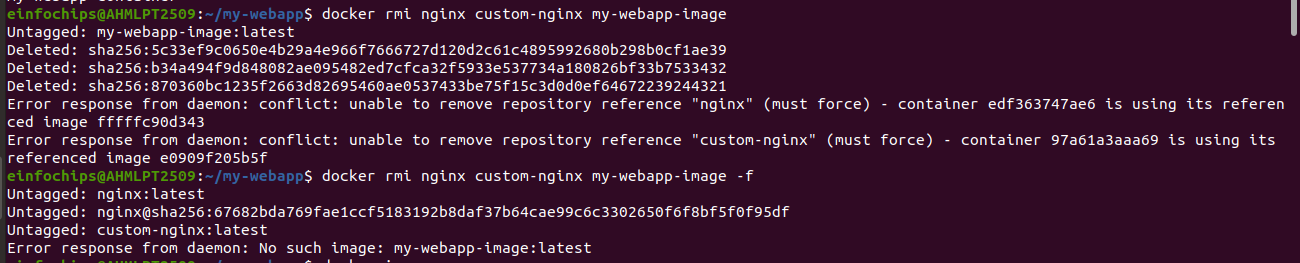 einfochips@AHMLPT2509:~/my-webapp$ docker rmi nginx custom-nginx my-webapp-image
Untagged: my-webapp-image:latest
Deleted: sha256:5c33ef9c0650e4b29a4e966f7666727d120d2c61c4895992680b298b0cf1ae39
Deleted: sha256:b34a494f9d848082ae095482ed7cfca32f5933e537734a180826bf33b7533432
Deleted: sha256:870360bc1235f2663d82695460ae0537433be75f15c3d0d0ef64672239244321
Error response from daemon: conflict: unable to remove repository reference "nginx" (must force) - container edf363747ae6 is using its referen
ced image fffffc90d343
Error response from daemon: conflict: unable to remove repository reference "custom-nginx" (must force) - container 97a61a3aaa69 is using its
referenced image e0909f205b5f
einfochips@AHMLPT2509:~/my-webapp$ docker rmi nginx custom-nginx my-webapp-image -f
Untagged: nginx:latest
Untagged: nginx@sha256:67682bda769fae1ccf5183192b8daf37b64cae99c6c3302650f6f8bf5f0f95df
Untagged: custom-nginx:latest
Error response from daemon: No such image: my-webapp-image:latest